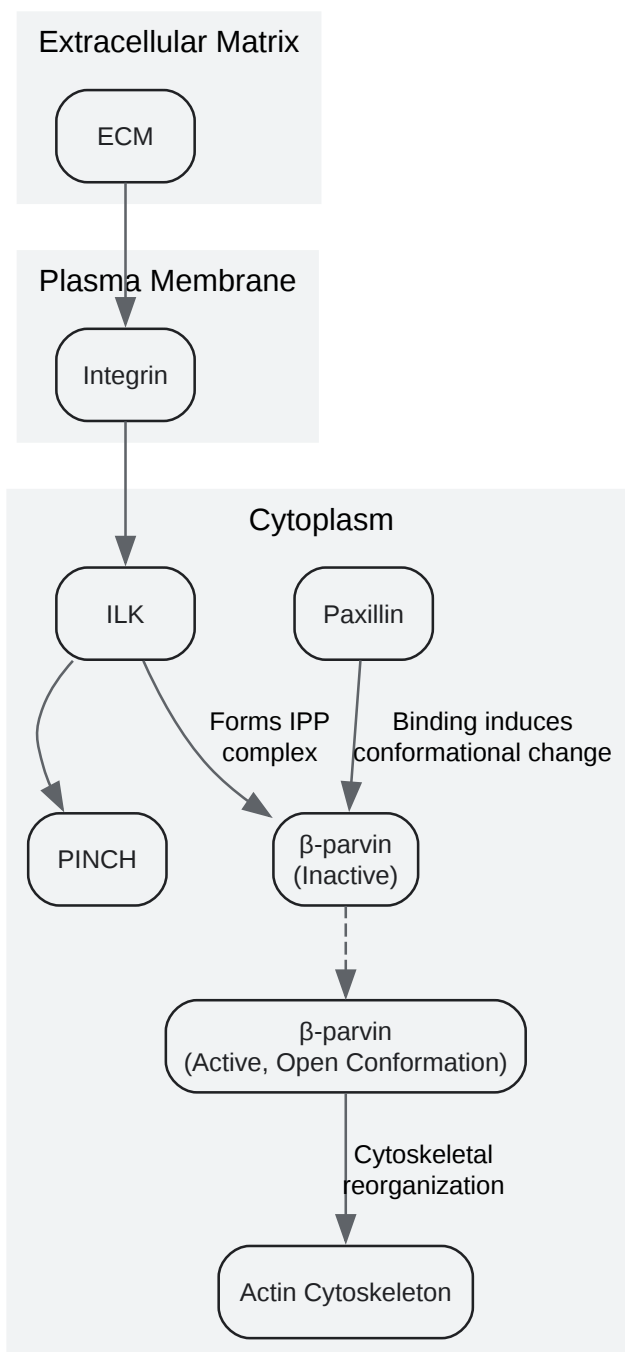 Extracellular Matrix
ECM
Plasma Membrane
Integrin
Cytoplasm
ILK
Paxillin
Forms IPP
complex
Binding induces
conformational change
PINCH
β-parvin
(Inactive)
β-parvin
(Active, Open Conformation)
Cytoskeletal
reorganization
Actin Cytoskeleton